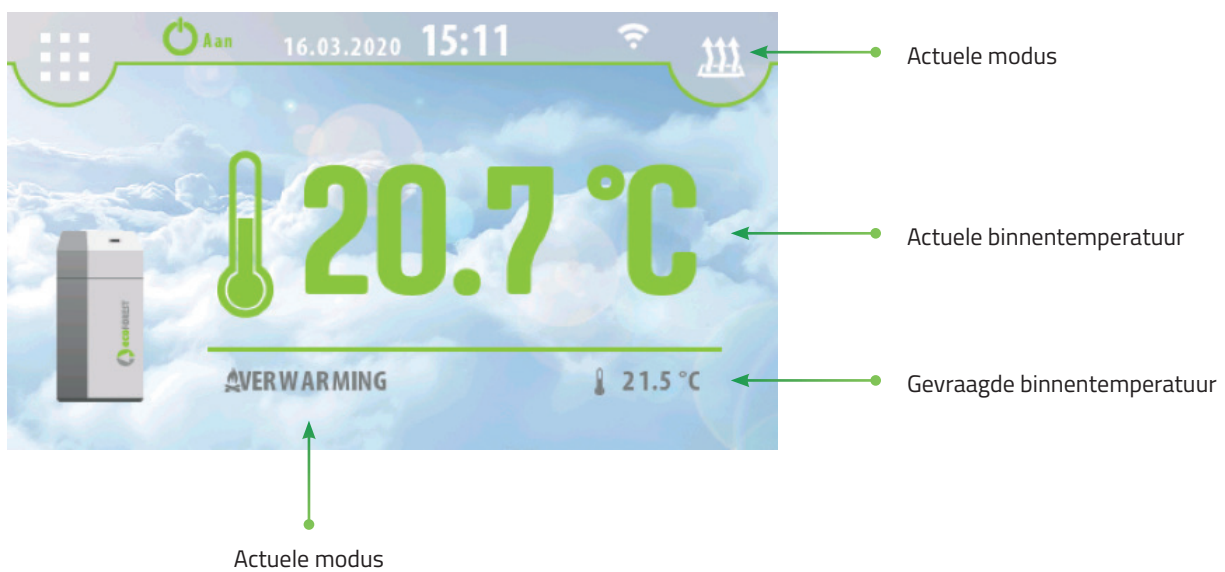 Aan 16.03.2020 15:11
Actuele modus
20.7 °C
Actuele binnentemperatuur
ecoforest
VERWARMING 21.5 °C
Gevraagde binnentemperatuur
Actuele modus